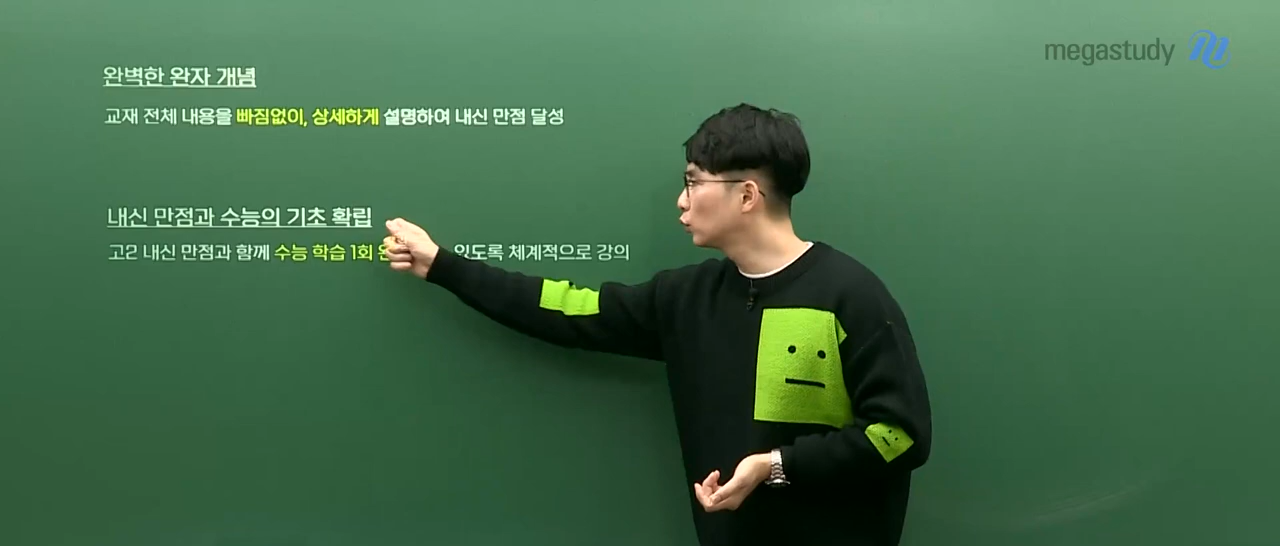 완벽한 완자 개념
교재 전체 내용을 빠짐없이, 상세하게 설명하여 내신 만점 달성
내신 만점과 수능의 기초 확립
고2 내신 만점과 함께 수능 학습 1회 있도록 체계적으로 강의
megastudy